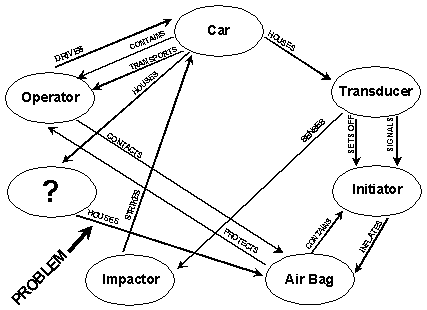 Car
DRIVES
CONTAINS
TRANSPORTS
HOUSES
HOUSES
Operator
Transducer
SENSES
SETS OFF
SIGNALS
CONTACTS
?
STRIKES
HOUSES
Initiator
PROTECTS
CONTAINS
INFLATES
PROBLEM
Impactor
Air Bag